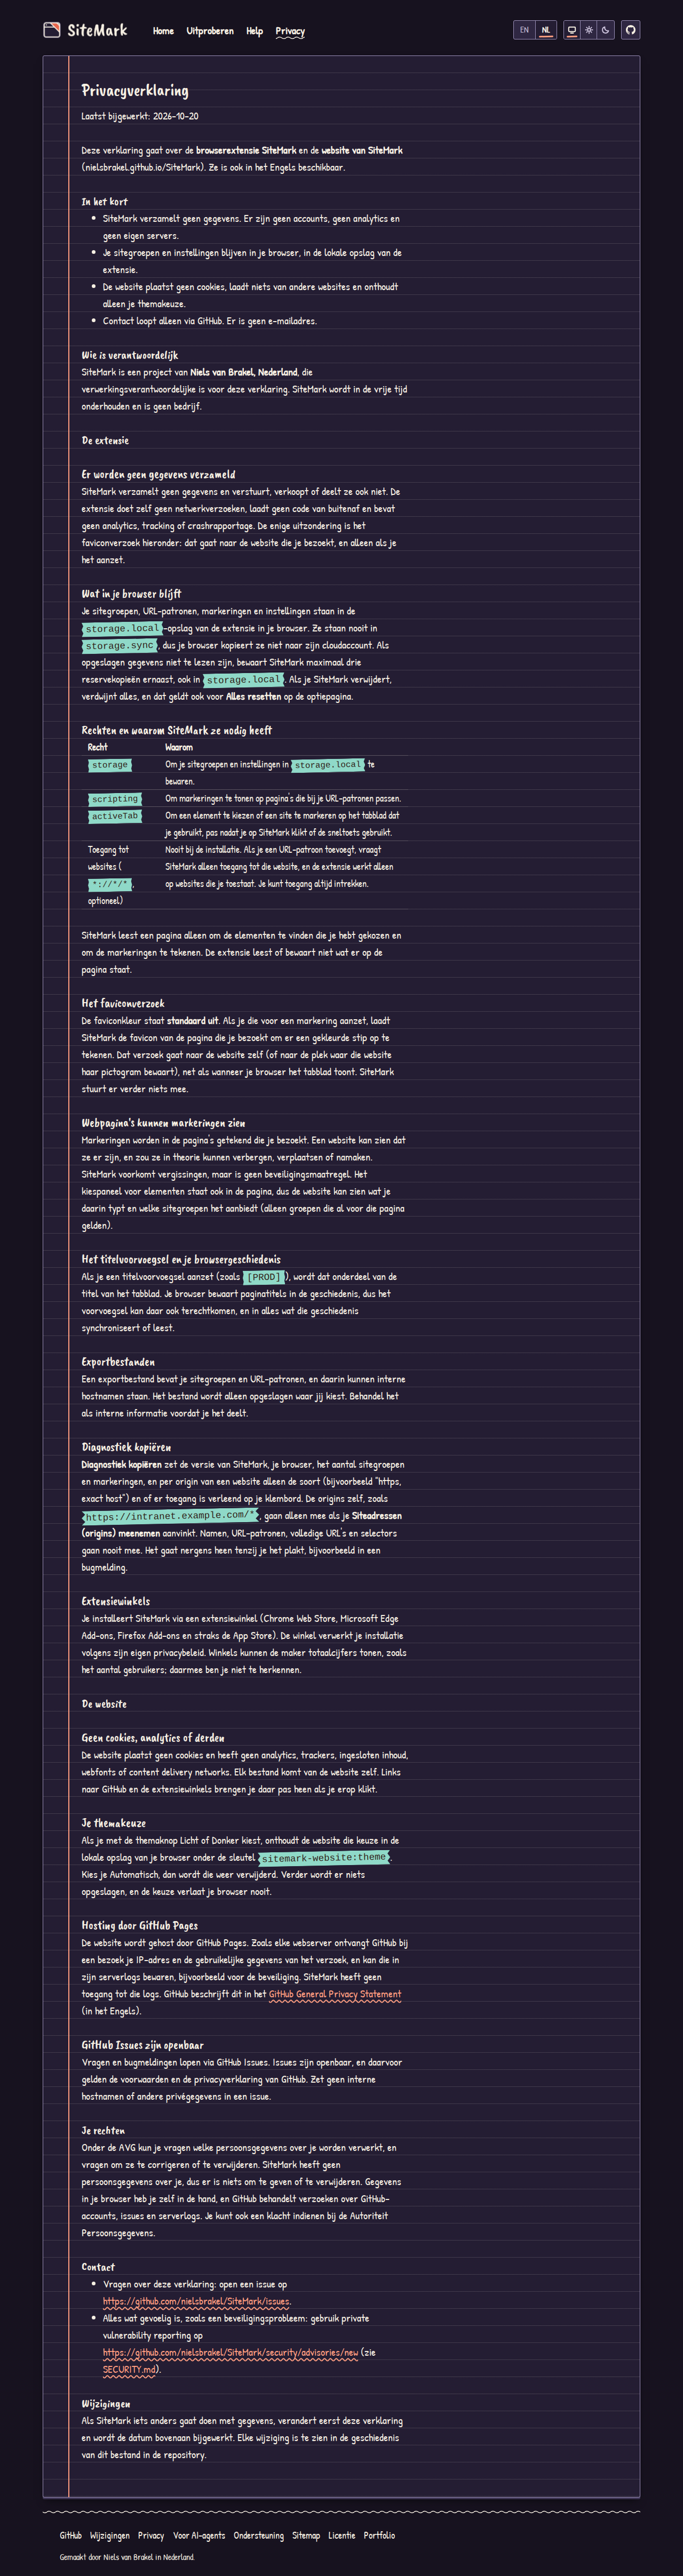 SiteMark Home Uitproberen Help Privacy EN NL
Privacyverklaring
Laatst bijgewerkt: 2026-10-20
Deze verklaring gaat over de browserextensie SiteMark en de website van SiteMark
(nielsbrakel.github.io/SiteMark). Ze is ook in het Engels beschikbaar.
In het kort
SiteMark verzamelt geen gegevens. Er zijn geen accounts, geen analytics en
geen eigen servers.
Je sitegroepen en instellingen blijven in je browser, in de lokale opslag van de
extensie.
De website plaatst geen cookies, laadt niets van andere websites en onthoudt
alleen je themakeuze.
Contact loopt alleen via GitHub. Er is geen e-mailadres.
Wie is verantwoordelijk
SiteMark is een project van Niels van Brakel, Nederland, die
verwerkingsverantwoordelijke is voor deze verklaring. SiteMark wordt in de vrije tijd
onderhouden en is geen bedrijf.
De extensie
Er worden geen gegevens verzameld
SiteMark verzamelt geen gegevens en verstuurt, verkoopt of deelt ze ook niet. De
extensie doet zelf geen netwerkverzoeken, laadt geen code van buitenaf en bevat
geen analytics, tracking of crashrapportage. De enige uitzondering is het
faviconverzoek hieronder: dat gaat naar de website die je bezoekt, en alleen als je
het aanzet.
Wat in je browser blijft
Je sitegroepen, URL-patronen, markeringen en instellingen staan in de
storage.local-opslag van de extensie in je browser. Ze staan nooit in
storage.sync, dus je browser kopieert ze niet naar zijn cloudaccount. Als
opgeslagen gegevens niet te lezen zijn, bewaart SiteMark maximaal drie
reservekopieën ernaast, ook in storage.local. Als je SiteMark verwijdert,
verdwijnt alles, en dat geldt ook voor Alles resetten op de optiepagina.
Rechten en waarom SiteMark ze nodig heeft
Recht Waarom
storage Om je sitegroepen en instellingen in storage.local te
bewaren.
scripting Om markeringen te tonen op pagina's die bij je URL-patronen passen.
activeTab Om een element te kiezen of een site te markeren op het tabblad dat
je gebruikt, pas nadat je op SiteMark klikt of de sneltoets gebruikt.
Toegang tot Nooit bij de installatie. Als je een URL-patroon toevoegt, vraagt
websites ( SiteMark alleen toegang tot die website, en de extensie werkt alleen
*://*/*, op websites die je toestaat. Je kunt toegang altijd intrekken.
optioneel)
SiteMark leest een pagina alleen om de elementen te vinden die je hebt gekozen en
om de markeringen te tekenen. De extensie leest of bewaart niet wat er op de
pagina staat.
Het faviconverzoek
De faviconkleur staat standaard uit. Als je die voor een markering aanzet, laadt
SiteMark de favicon van de pagina die je bezoekt om er een gekleurde stip op te
tekenen. Dat verzoek gaat naar de website zelf (of naar de plek waar die website
haar pictogram bewaart), net als wanneer je browser het tabblad toont. SiteMark
stuurt er verder niets mee.
Webpagina's kunnen markeringen zien
Markeringen worden in de pagina's getekend die je bezoekt. Een website kan zien dat
ze er zijn, en zou ze in theorie kunnen verbergen, verplaatsen of namaken.
SiteMark voorkomt vergissingen, maar is geen beveiligingsmaatregel. Het
kiespaneel voor elementen staat ook in de pagina, dus de website kan zien wat je
daarin typt en welke sitegroepen het aanbiedt (alleen groepen die al voor die pagina
gelden).
Het titelvoorvoegsel en je browsergeschiedenis
Als je een titelvoorvoegsel aanzet (zoals [PROD]), wordt dat onderdeel van de
titel van het tabblad. Je browser bewaart paginatitels in de geschiedenis, dus het
voorvoegsel kan daar ook terechtkomen, en in alles wat die geschiedenis
synchroniseert of leest.
Exportbestanden
Een exportbestand bevat je sitegroepen en URL-patronen, en daarin kunnen interne
hostnamen staan. Het bestand wordt alleen opgeslagen waar jij kiest. Behandel het
als interne informatie voordat je het deelt.
Diagnostiek kopiëren
Diagnostiek kopiëren zet de versie van SiteMark, je browser, het aantal sitegroepen
en markeringen, en per origin van een website alleen de soort (bijvoorbeeld "https,
exact host") en of er toegang is verleend op je klembord. De origins zelf, zoals
https://intranet.example.com/*, gaan alleen mee als je Siteadressen
(origins) meenemen aanvinkt. Namen, URL-patronen, volledige URL's en selectors
gaan nooit mee. Het gaat nergens heen tenzij je het plakt, bijvoorbeeld in een
bugmelding.
Extensiewinkels
Je installeert SiteMark via een extensiewinkel (Chrome Web Store, Microsoft Edge
Add-ons, Firefox Add-ons en straks de App Store). De winkel verwerkt je installatie
volgens zijn eigen privacybeleid. Winkels kunnen de maker totaalcijfers tonen, zoals
het aantal gebruikers; daarmee ben je niet te herkennen.
De website
Geen cookies, analytics of derden
De website plaatst geen cookies en heeft geen analytics, trackers, ingesloten inhoud,
webfonts of content delivery networks. Elk bestand komt van de website zelf. Links
naar GitHub en de extensiewinkels brengen je daar pas heen als je erop klikt.
Je themakeuze
Als je met de themaknop Licht of Donker kiest, onthoudt de website die keuze in de
lokale opslag van je browser onder de sleutel sitemark-website:theme.
Kies je Automatisch, dan wordt die weer verwijderd. Verder wordt er niets
opgeslagen, en de keuze verlaat je browser nooit.
Hosting door GitHub Pages
De website wordt gehost door GitHub Pages. Zoals elke webserver ontvangt GitHub bij
een bezoek je IP-adres en de gebruikelijke gegevens van het verzoek, en kan die in
zijn serverlogs bewaren, bijvoorbeeld voor de beveiliging. SiteMark heeft geen
toegang tot die logs. GitHub beschrijft dit in het GitHub General Privacy Statement
(in het Engels).
GitHub Issues zijn openbaar
Vragen en bugmeldingen lopen via GitHub Issues. Issues zijn openbaar, en daarvoor
gelden de voorwaarden en de privacyverklaring van GitHub. Zet geen interne
hostnamen of andere privégegevens in een issue.
Je rechten
Onder de AVG kun je vragen welke persoonsgegevens over je worden verwerkt, en
vragen om ze te corrigeren of te verwijderen. SiteMark heeft geen
persoonsgegevens over je, dus er is niets om te geven of te verwijderen. Gegevens
in je browser heb je zelf in de hand, en GitHub behandelt verzoeken over GitHub-
accounts, issues en serverlogs. Je kunt ook een klacht indienen bij de Autoriteit
Persoonsgegevens.
Contact
Vragen over deze verklaring: open een issue op
https://github.com/nielsbrakel/SiteMark/issues.
Alles wat gevoelig is, zoals een beveiligingsprobleem: gebruik private
vulnerability reporting op
https://github.com/nielsbrakel/SiteMark/security/advisories/new (zie
SECURITY.md).
Wijzigingen
Als SiteMark iets anders gaat doen met gegevens, verandert eerst deze verklaring
en wordt de datum bovenaan bijgewerkt. Elke wijziging is te zien in de geschiedenis
van dit bestand in de repository.
GitHub Wijzigingen Privacy Voor AI-agents Ondersteuning Sitemap Licentie Portfolio
Gemaakt door Niels van Brakel in Nederland.